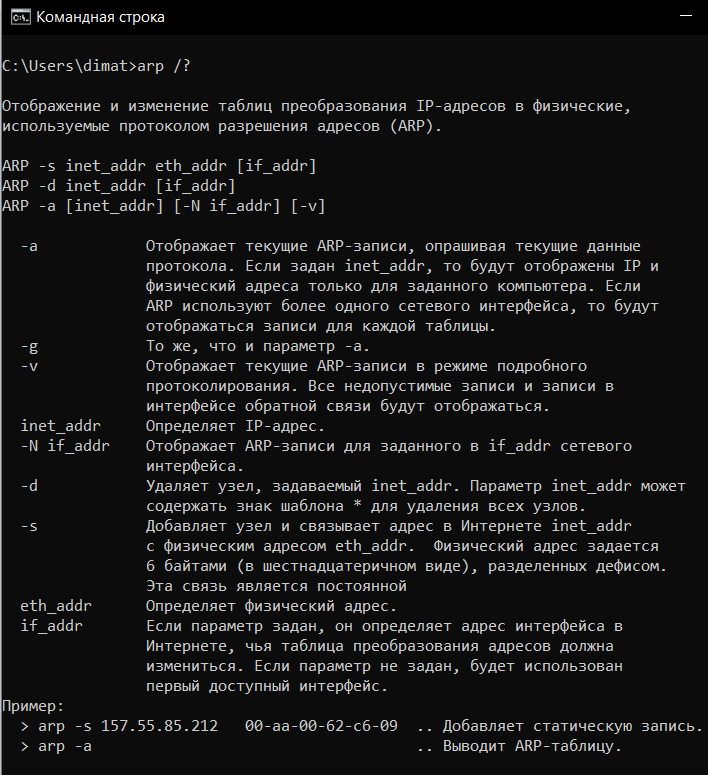 Командная строка
C:\Users\dimat>arp /?
Отображение и изменение таблиц преобразования IP-адресов в физические,
используемые протоколом разрешения адресов (ARP).
ARP -s inet_addr eth_addr [if_addr]
ARP -d inet_addr [if_addr]
ARP -a [inet_addr] [-N if_addr] [-v]
-a Отображает текущие ARP-записи, опрашивая текущие данные
протокола. Если задан inet_addr, то будут отображены IP и
физический адреса только для заданного компьютера. Если
ARP используют более одного сетевого интерфейса, то будут
отображаться записи для каждой таблицы.
-g То же, что и параметр -a.
-v Отображает текущие ARP-записи в режиме подробного
протоколирования. Все недопустимые записи и записи в
интерфейсе обратной связи будут отображаться.
inet_addr Определяет IP-адрес.
-N if_addr Отображает ARP-записи для заданного в if_addr сетевого
интерфейса.
-d Удаляет узел, задаваемый inet_addr. Параметр inet_addr может
содержать знак шаблона * для удаления всех узлов.
-s Добавляет узел и связывает адрес в Интернете inet_addr
с физическим адресом eth_addr.  Физический адрес задается
6 байтами (в шестнадцатеричном виде), разделенных дефисом.
Эта связь является постоянной
eth_addr Определяет физический адрес.
if_addr Если параметр задан, он определяет адрес интерфейса в
Интернете, чья таблица преобразования адресов должна
измениться. Если параметр не задан, будет использован
первый доступный интерфейс.
Пример:
> arp -s 157.55.85.212   00-aa-00-62-c6-09  .. Добавляет статическую запись.
> arp -a                                    .. Выводит ARP-таблицу.